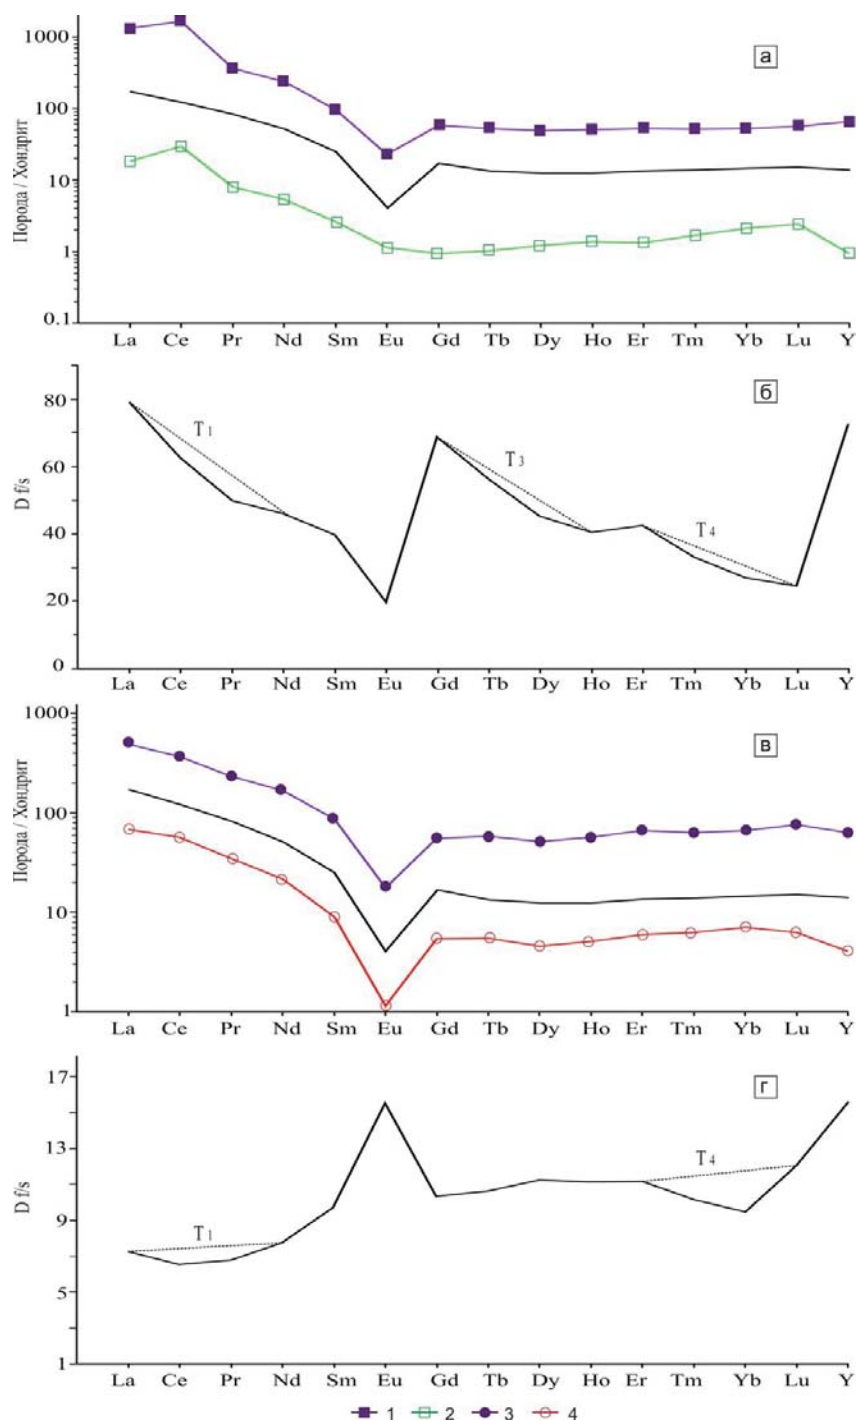 а
1000
100
10
1
0.1
Порода / Хондрит
La Ce Pr Nd Sm Eu Gd Tb Dy Ho Er Tm Yb Lu Y
б
80
60
40
20
0
D f/s
T1
T3
T4
La Ce Pr Nd Sm Eu Gd Tb Dy Ho Er Tm Yb Lu Y
в
1000
100
10
1
Порода / Хондрит
La Ce Pr Nd Sm Eu Gd Tb Dy Ho Er Tm Yb Lu Y
г
17
13
9
5
1
D f/s
T1
T4
La Ce Pr Nd Sm Eu Gd Tb Dy Ho Er Tm Yb Lu Y
1 2 3 4